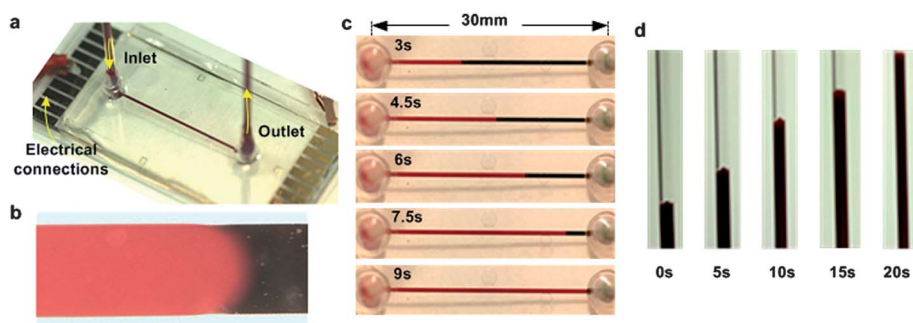 a
Inlet
Outlet
Electrical
connections
b
c
30mm
3s
4.5s
6s
7.5s
9s
d
0s
5s
10s
15s
20s